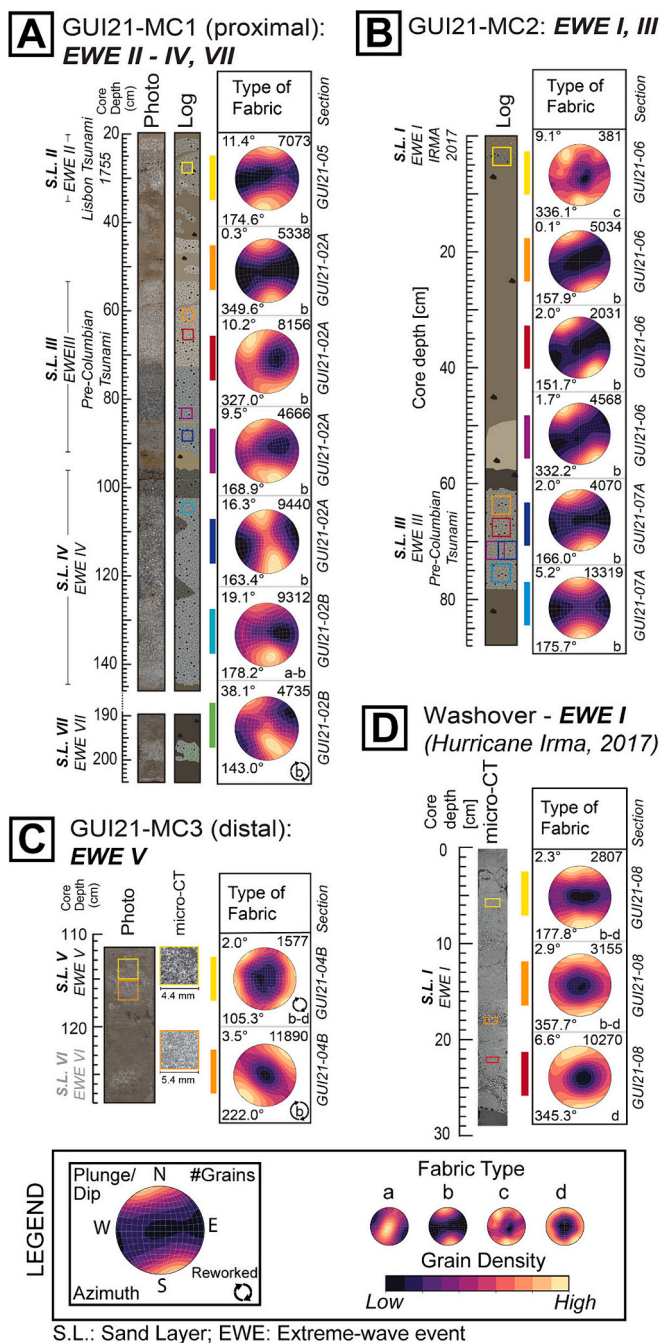 A GUI21-MC1 (proximal):
EWE II - IV, VII
Core
Depth
(cm)
Photo
Log
Type of
Fabric
Section
20
40
60
80
100
120
140
190
200
S.L. II
EWE II
Lisbon Tsunami
1755
S.L. III
EWEIII
Pre-Columbian
Tsunami
S.L. IV
EWE IV
S.L. VII
EWE VII
11.4° 7073
174.6° b
GUI21-05
0.3° 5338
349.6° b
GUI21-02A
10.2° 8156
327.0° b
GUI21-02A
9.5° 4666
168.9° b
GUI21-02A
16.3° 9440
163.4° b
GUI21-02A
19.1° 9312
178.2° a-b
GUI21-02B
38.1° 4735
143.0° b
GUI21-02B
B GUI21-MC2: EWE I, III
Log
Type of
Fabric
Section
S.L. I
EWE I
IRMA
2017
Core depth [cm]
20
40
60
80
S.L. III
EWE III
Pre-Columbian
Tsunami
9.1° 381
336.1° c
GUI21-06
0.1° 5034
157.9° b
GUI21-06
2.0° 2031
151.7° b
GUI21-06
1.7° 4568
332.2° b
GUI21-06
2.0° 4070
166.0° b
GUI21-07A
5.2° 13319
175.7° b
GUI21-07A
C GUI21-MC3 (distal):
EWE V
Core
Depth
(cm)
Photo
micro-CT
Type of
Fabric
Section
110
120
S.L. V
EWE V
S.L. VI
EWE VI
4.4 mm
5.4 mm
2.0° 1577
105.3° b-d
GUI21-04B
3.5° 11890
222.0° b
GUI21-04B
D Washover - EWE I
(Hurricane Irma, 2017)
Core
depth
[cm]
micro-CT
Type of
Fabric
Section
0
10
20
30
S.L. I
EWE I
2.3° 2807
177.8° b-d
GUI21-08
2.9° 3155
357.7° b-d
GUI21-08
6.6° 10270
345.3° d
GUI21-08
LEGEND
Plunge/
Dip
N
#Grains
W
E
S
Azimuth
Reworked
Fabric Type
a b c d
Grain Density
Low High
S.L.: Sand Layer; EWE: Extreme-wave event